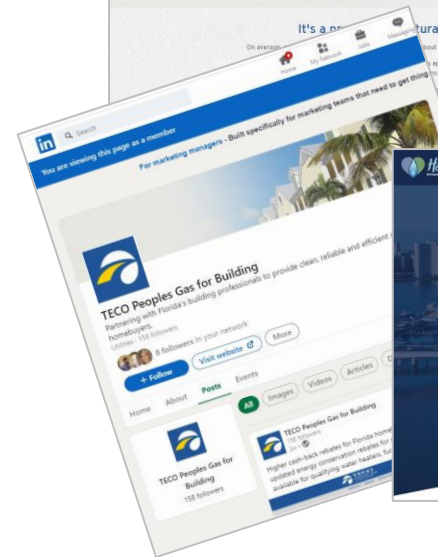 It's a
On average,
about
in
Search
Home
My Network
Jobs
Messaging
You are viewing this page as a member
For marketing managers - Built specifically for marketing teams that need to get thing
TECO Peoples Gas for Building
Partnering with Florida's building professionals to provide clean, reliable and efficient
homebuyers.
Utilities · 158 followers
8 followers in your network
+ Follow
Visit website
More
Home
About
Posts
Events
All
Images
Videos
Articles
D
TECO Peoples Gas for
Building
158 followers
TECO Peoples Gas for Building
158 followers
Higher cash-back rebates for Florida home
updated energy conservation rebates for
available for qualifying water heaters,